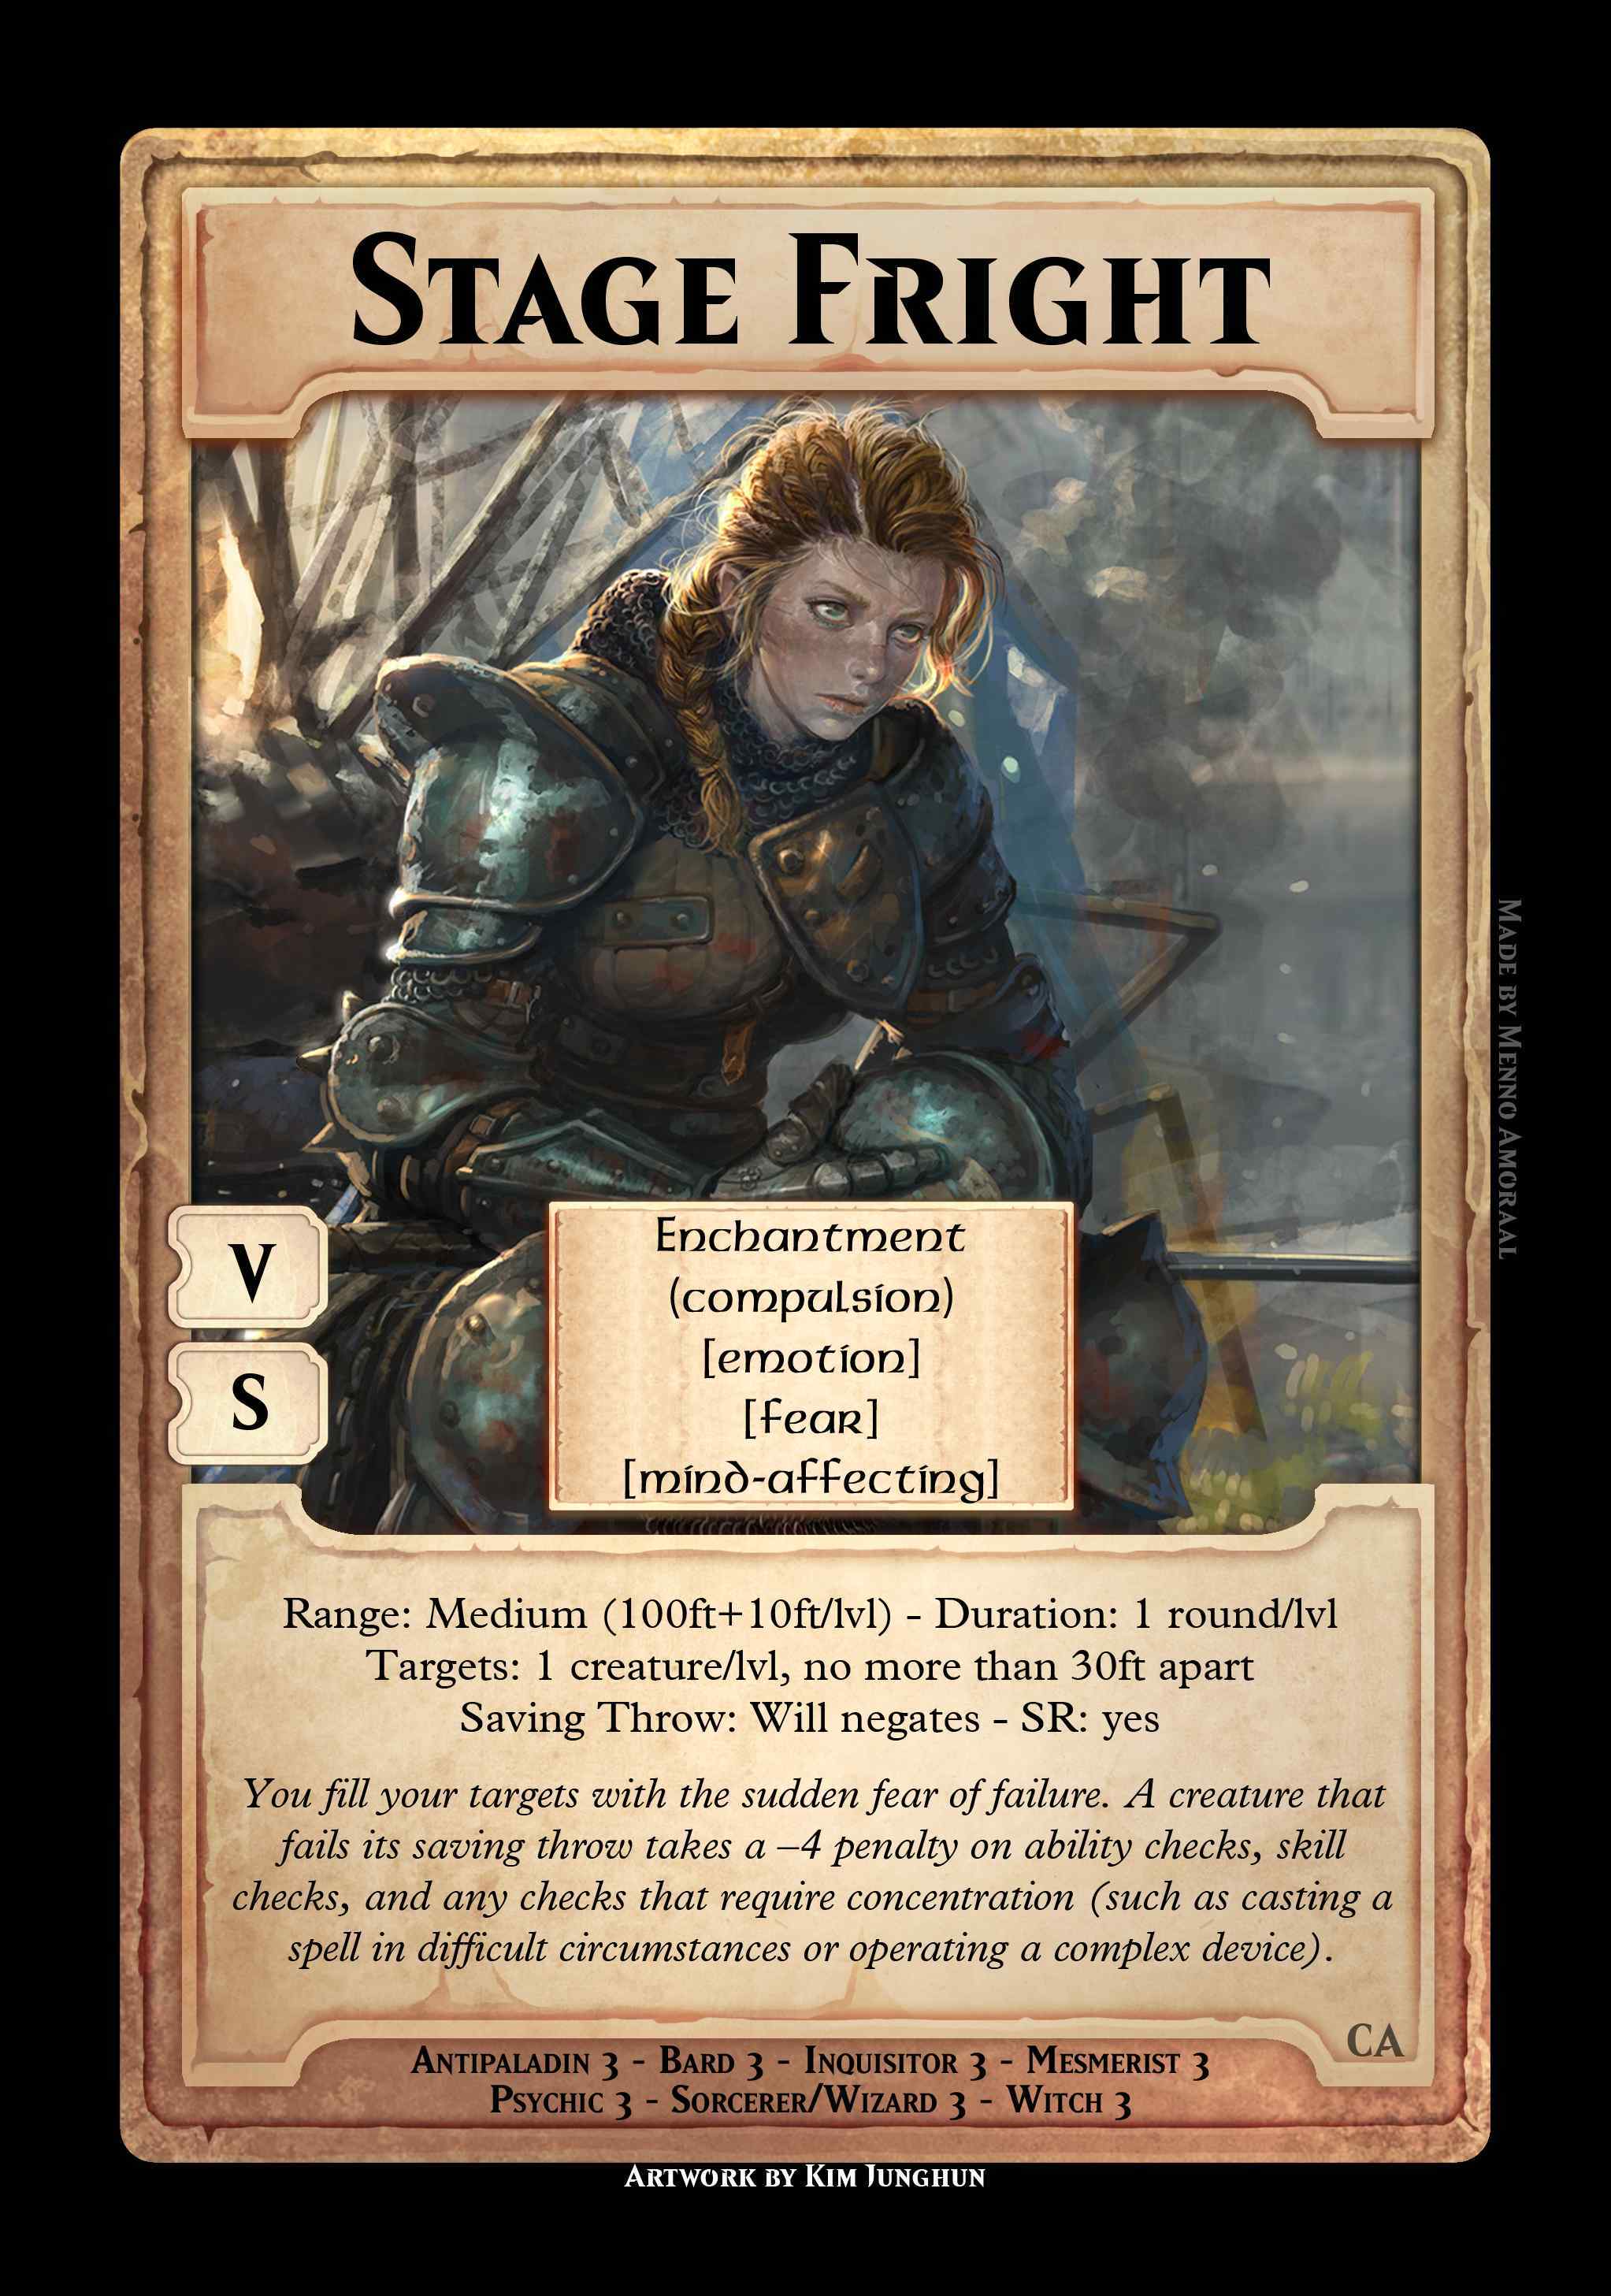 Stage Fright
V
S
Enchantment
(compulsion)
[emotion]
[fear]
[mind-affecting]
Range: Medium (100ft+10ft/lvl) - Duration: 1 round/lvl
Targets: 1 creature/lvl, no more than 30ft apart
Saving Throw: Will negates - SR: yes
You fill your targets with the sudden fear of failure. A creature that
fails its saving throw takes a –4 penalty on ability checks, skill
checks, and any checks that require concentration (such as casting a
spell in difficult circumstances or operating a complex device).
CA
Antipaladin 3 - Bard 3 - Inquisitor 3 - Mesmerist 3
Psychic 3 - Sorcerer/Wizard 3 - Witch 3
Artwork by Kim Junghun
Made by Menno Amoraal